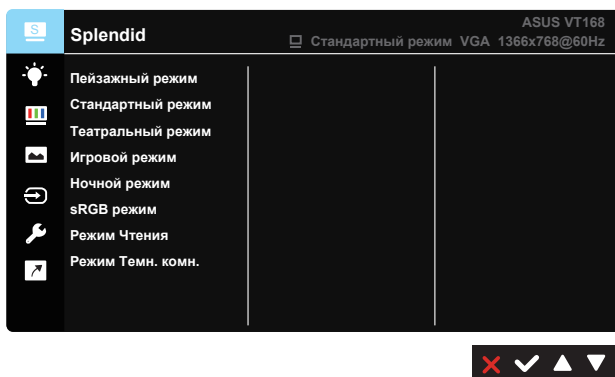 S
Splendid
ASUS VT168
Стандартный режим VGA 1366x768@60Hz
Пейзажный режим
Стандартный режим
Театральный режим
Игровой режим
Ночной режим
sRGB режим
Режим Чтения
Режим Темн. комн.